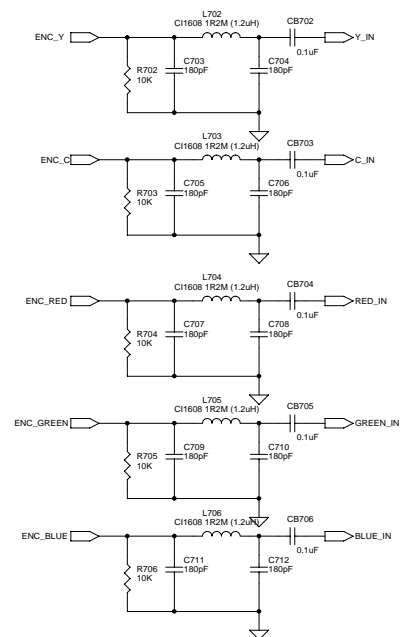 L702
CI1608 1R2M (1.2uH)
CB702
ENC_Y
Y_IN
0.1uF
R702
10K
C703
180pF
C704
180pF
L703
CI1608 1R2M (1.2uH)
CB703
ENC_C
C_IN
0.1uF
R703
10K
C705
180pF
C706
180pF
L704
CI1608 1R2M (1.2uH)
CB704
ENC_RED
RED_IN
0.1uF
R704
10K
C707
180pF
C708
180pF
L705
CI1608 1R2M (1.2uH)
CB705
ENC_GREEN
GREEN_IN
0.1uF
R705
10K
C709
180pF
C710
180pF
L706
CI1608 1R2M (1.2uH)
CB706
ENC_BLUE
BLUE_IN
0.1uF
R706
10K
C711
180pF
C712
180pF